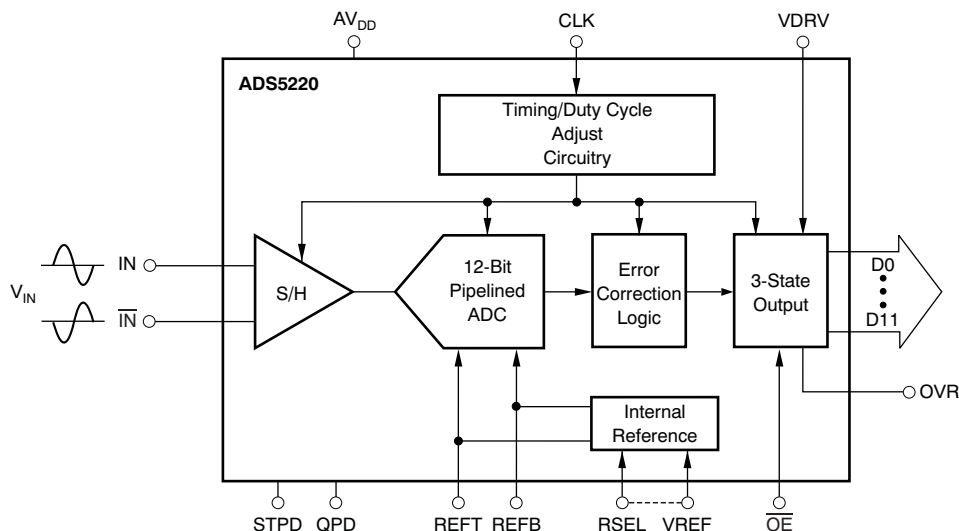 AVDD
CLK
VDRV
ADS5220
Timing/Duty Cycle
Adjust
Circuitry
VIN
IN
IN
S/H
12-Bit
Pipelined
ADC
Error
Correction
Logic
3-State
Output
D0
D11
OVR
Internal
Reference
STPD
QPD
REFT
REFB
RSEL
VREF
OE